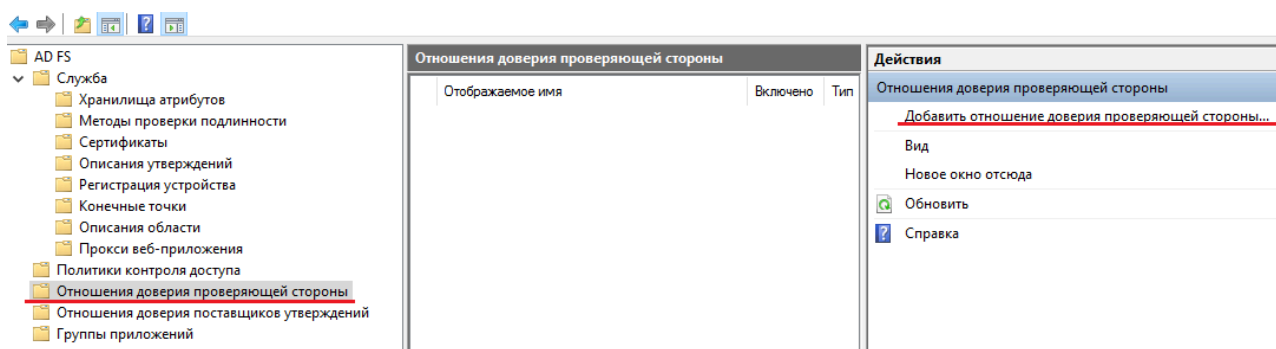 AD FS
Служба
Хранилища атрибутов
Методы проверки подлинности
Сертификаты
Описания утверждений
Регистрация устройства
Конечные точки
Описания области
Прокси веб-приложения
Политики контроля доступа
Отношения доверия проверяющей стороны
Отношения доверия поставщиков утверждений
Группы приложений
Отношения доверия проверяющей стороны
Отображаемое имя Включено Тип
Действия
Отношения доверия проверяющей стороны
Добавить отношение доверия проверяющей стороны...
Вид
Новое окно отсюда
Обновить
Справка